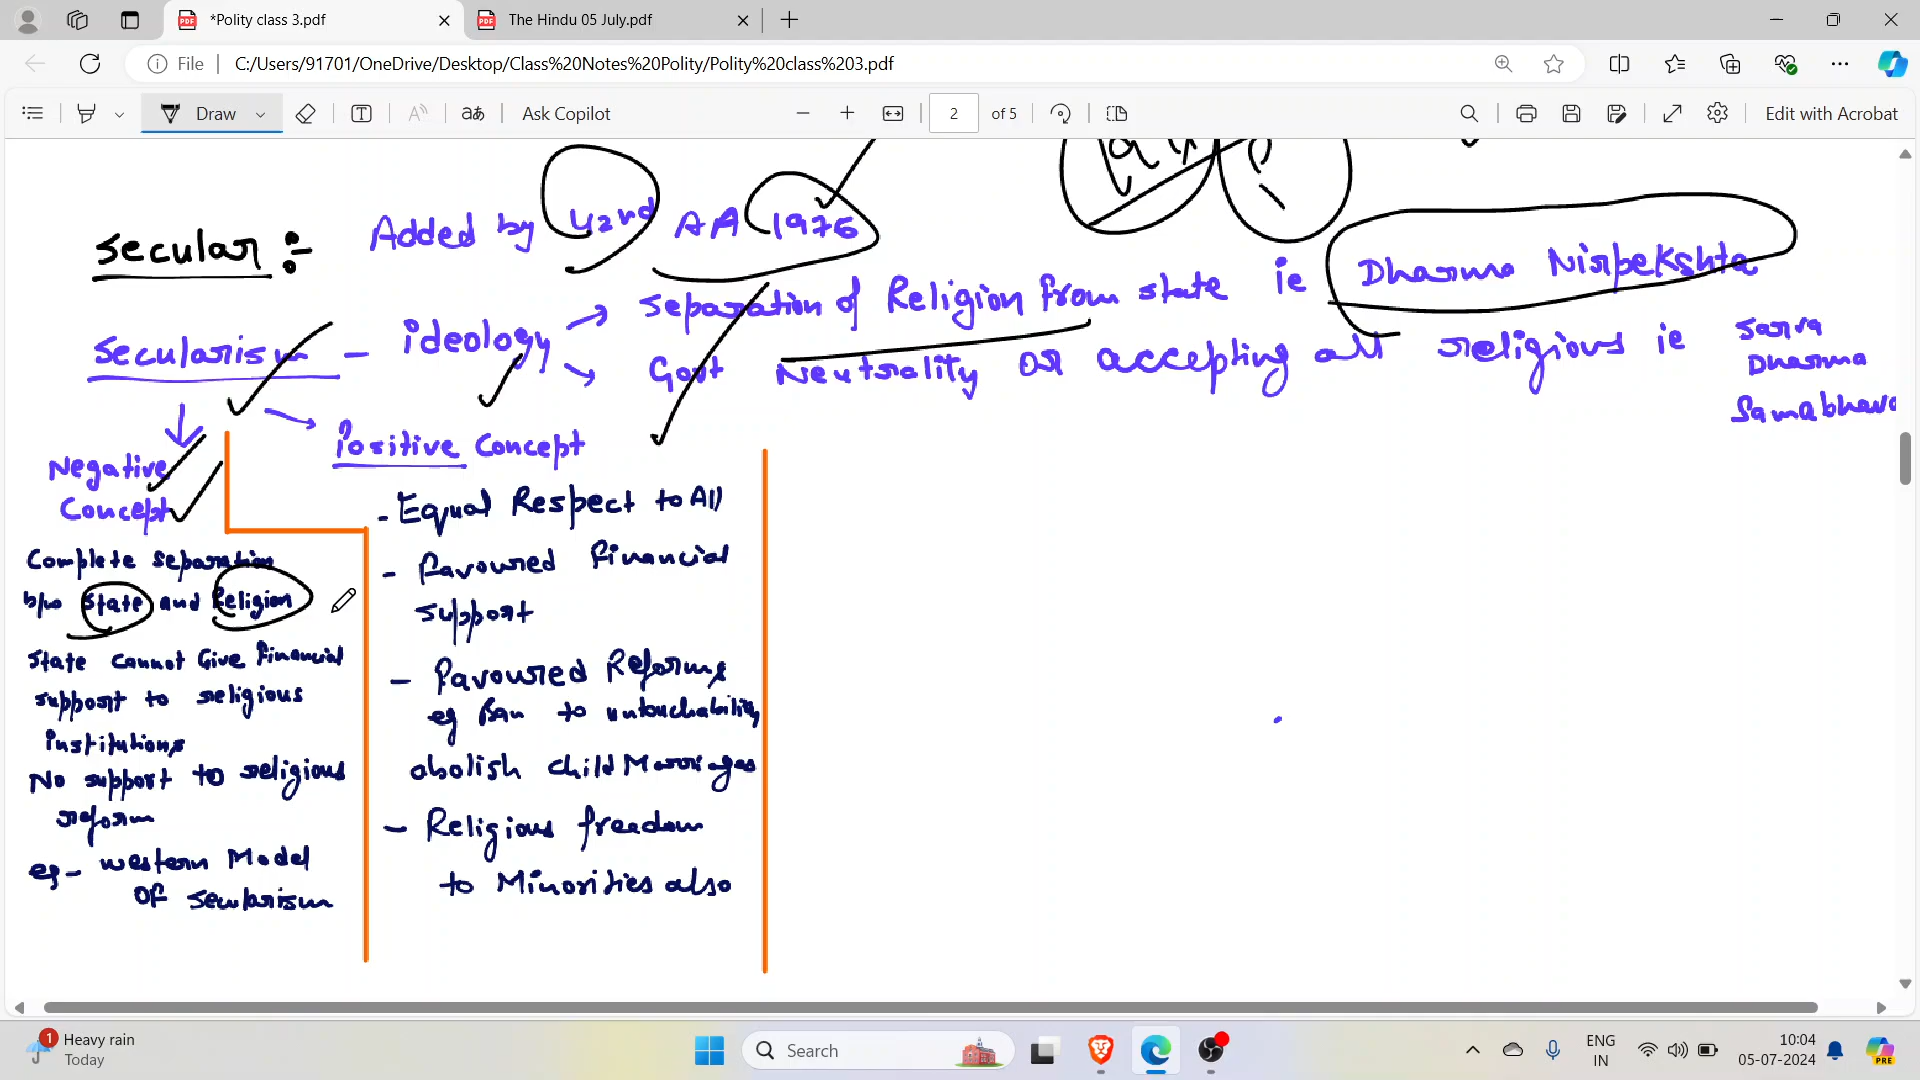 *Polity class 3.pdf
The Hindu 05 July.pdf
File
C:/Users/91701/OneDrive/Desktop/Class%20Notes%20Polity/Polity%20class%203.pdf
Draw
aあ
Ask Copilot
2 of 5
Edit with Acrobat
Secular :-
Added by 42nd AA 1976
Secularism - ideology
Separation of Religion from state ie Dharma Nirpekshta
Govt Neutrality or accepting all religious ie Sarva
Dharma
Samabhava
Negative
Concept
Complete separation
b/w State and Religion
State cannot Give Financial
support to religious
institutions
No support to religious
reform
eg - western Model
OF secularism
Positive Concept
- Equal Respect to All
- favoured financial
support
- Favoured Reforms
eg Ban to untouchability
abolish child Marriages
- Religious freedom
to Minorities also
1
Heavy rain
Today
Search
ENG
IN
10:04
05-07-2024
PRE